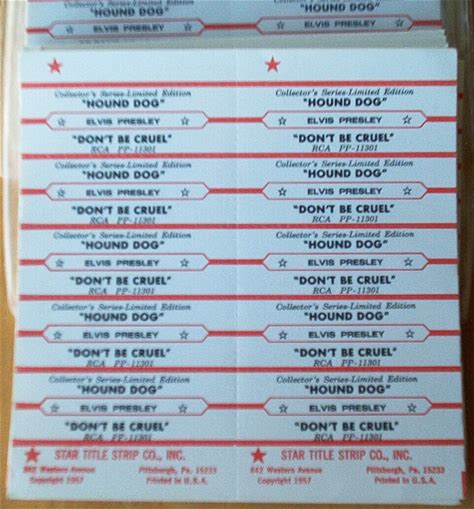 ELVIS PRESLEY ELVIS PRESLEY
Collector's Series-Limited Edition Collector's Series-Limited Edition
"HOUND DOG" "HOUND DOG"
ELVIS PRESLEY ELVIS PRESLEY
"DON'T BE CRUEL" "DON'T BE CRUEL"
RCA PP-11301 RCA PP-11301
Collector's Series-Limited Edition Collector's Series-Limited Edition
"HOUND DOG" "HOUND DOG"
ELVIS PRESLEY ELVIS PRESLEY
"DON'T BE CRUEL" "DON'T BE CRUEL"
RCA PP-11301 RCA PP-11301
Collector's Series-Limited Edition Collector's Series-Limited Edition
"HOUND DOG" "HOUND DOG"
ELVIS PRESLEY ELVIS PRESLEY
"DON'T BE CRUEL" "DON'T BE CRUEL"
RCA PP-11301 RCA PP-11301
Collector's Series-Limited Edition Collector's Series-Limited Edition
"HOUND DOG" "HOUND DOG"
ELVIS PRESLEY ELVIS PRESLEY
"DON'T BE CRUEL" "DON'T BE CRUEL"
RCA PP-11301 RCA PP-11301
Collector's Series-Limited Edition Collector's Series-Limited Edition
"HOUND DOG" "HOUND DOG"
ELVIS PRESLEY ELVIS PRESLEY
"DON'T BE CRUEL" "DON'T BE CRUEL"
RCA PP-11301 RCA PP-11301
STAR TITLE STRIP CO., INC. STAR TITLE STRIP CO., INC.
842 Western Avenue Pittsburgh, Pa. 15233 842 Western Avenue Pittsburgh, Pa. 15233
Copyright 1957 Printed in U.S.A. Copyright 1957 Printed in U.S.A.